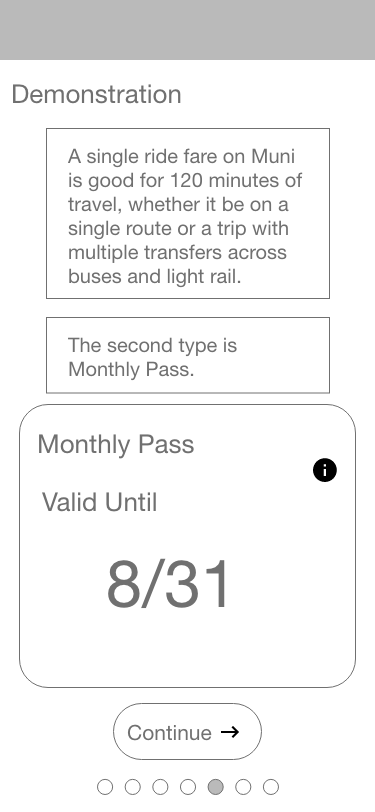 Demonstration
A single ride fare on Muni
is good for 120 minutes of
travel, whether it be on a
single route or a trip with
multiple transfers across
buses and light rail.
The second type is
Monthly Pass.
Monthly Pass
Valid Until
8/31
Continue →